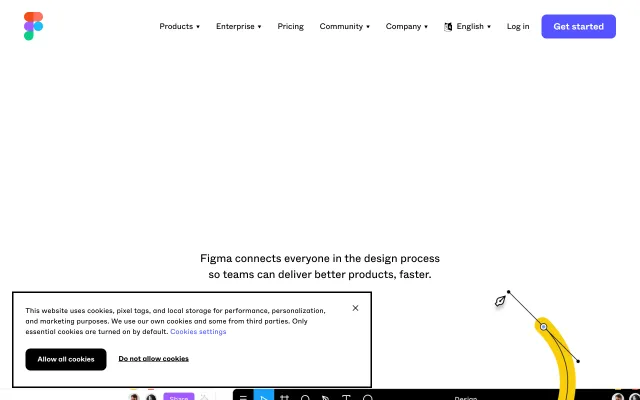 Products
Enterprise
Pricing
Community
Company
English
Log in
Get started
Figma connects everyone in the design process
so teams can deliver better products, faster.
This website uses cookies, pixel tags, and local storage for performance, personalization,
and marketing purposes. We use our own cookies and some from third parties. Only
essential cookies are turned on by default. Cookies settings
Allow all cookies
Do not allow cookies
Share
Design